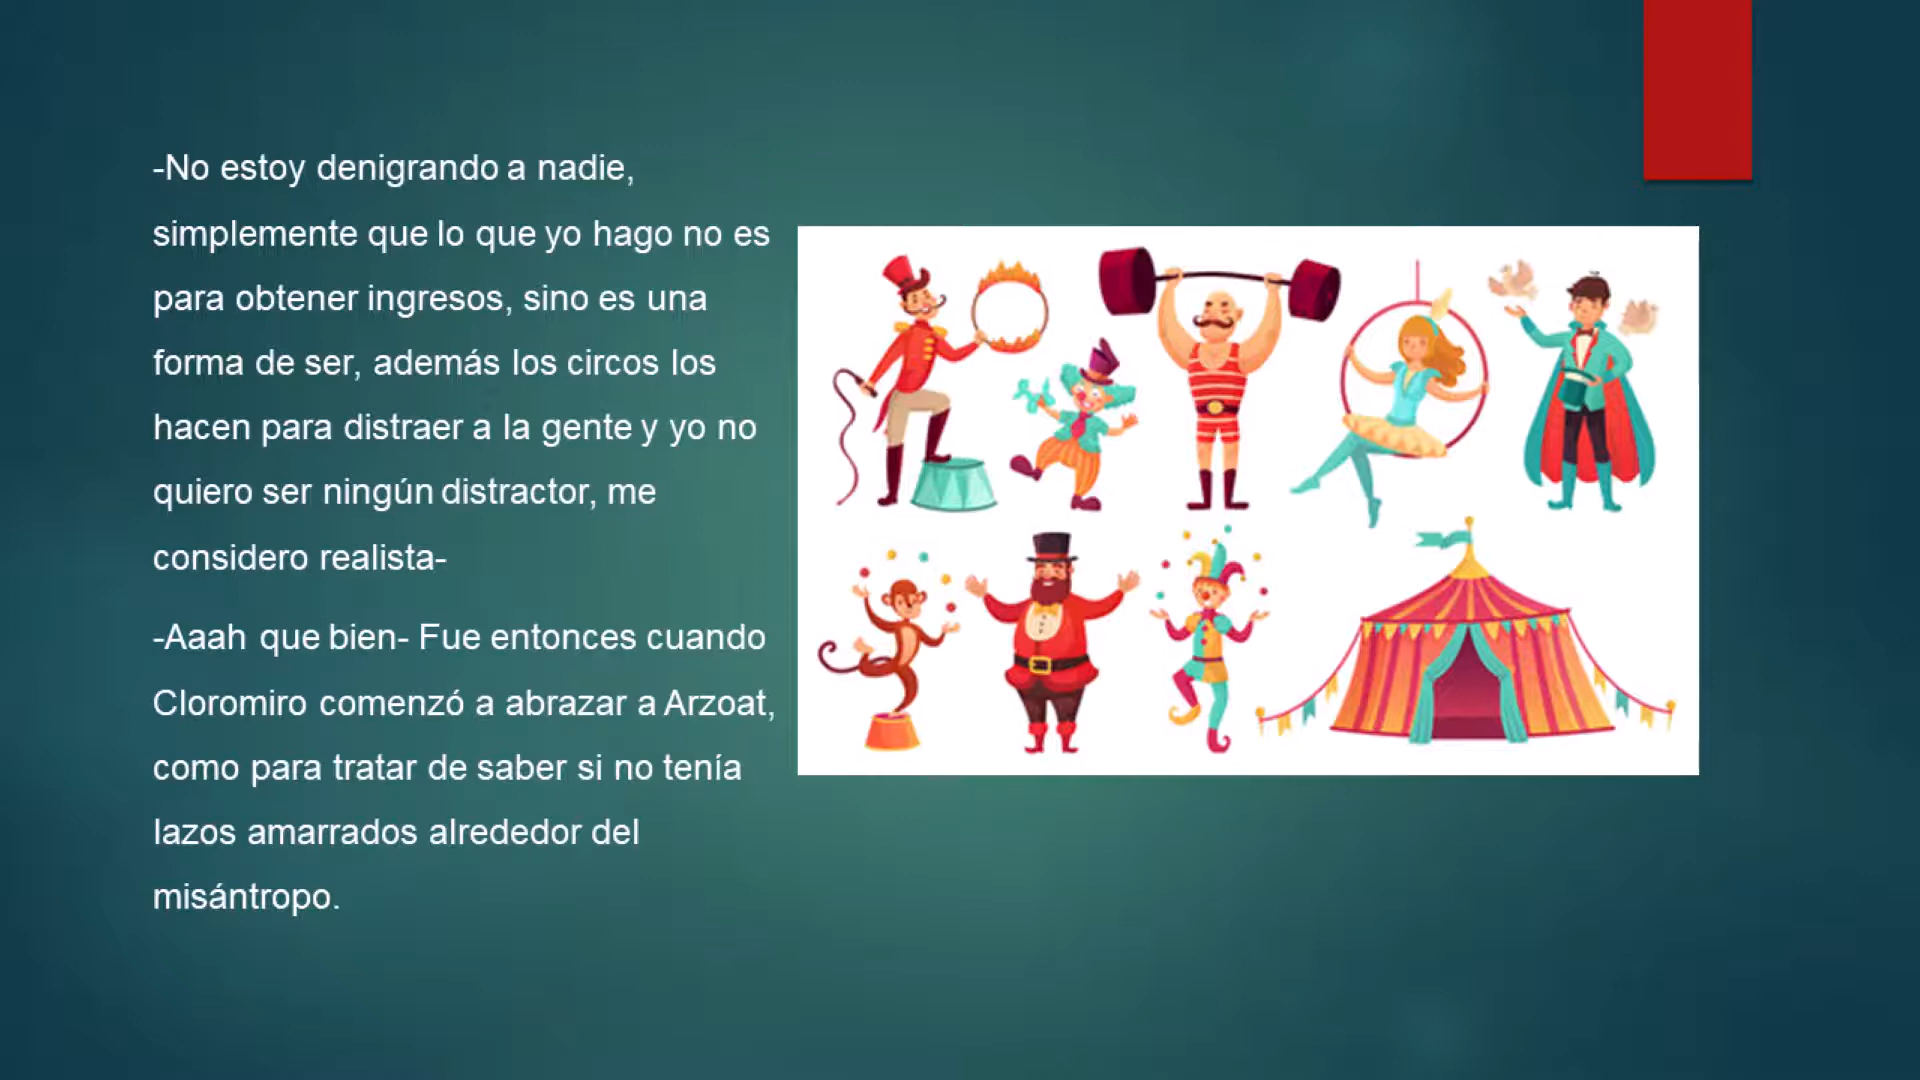 -No estoy denigrando a nadie,
simplemente que lo que yo hago no es
para obtener ingresos, sino es una
forma de ser, además los circos los
hacen para distraer a la gente y yo no
quiero ser ningún distractor, me
considero realista-
-Aaah que bien- Fue entonces cuando
Cloromiro comenzó a abrazar a Arzoat,
como para tratar de saber si no tenía
lazos amarrados alrededor del
misántropo.